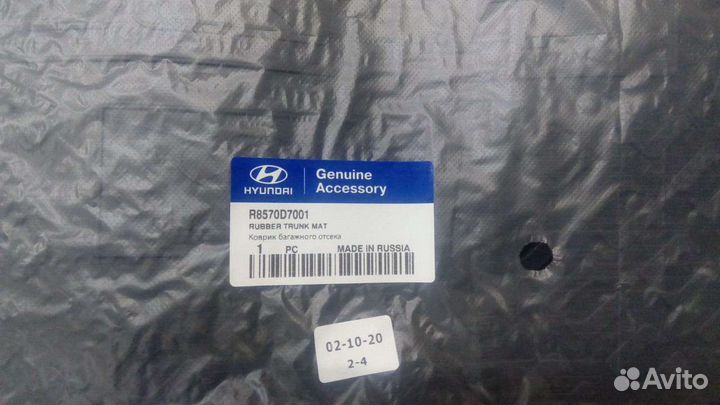 HYUNDAI
Genuine
Accessory
R8570D7001
RUBBER TRUNK MAT
Коврик багажного отсека
1 PC MADE IN RUSSIA
02-10-20
2-4
Avito